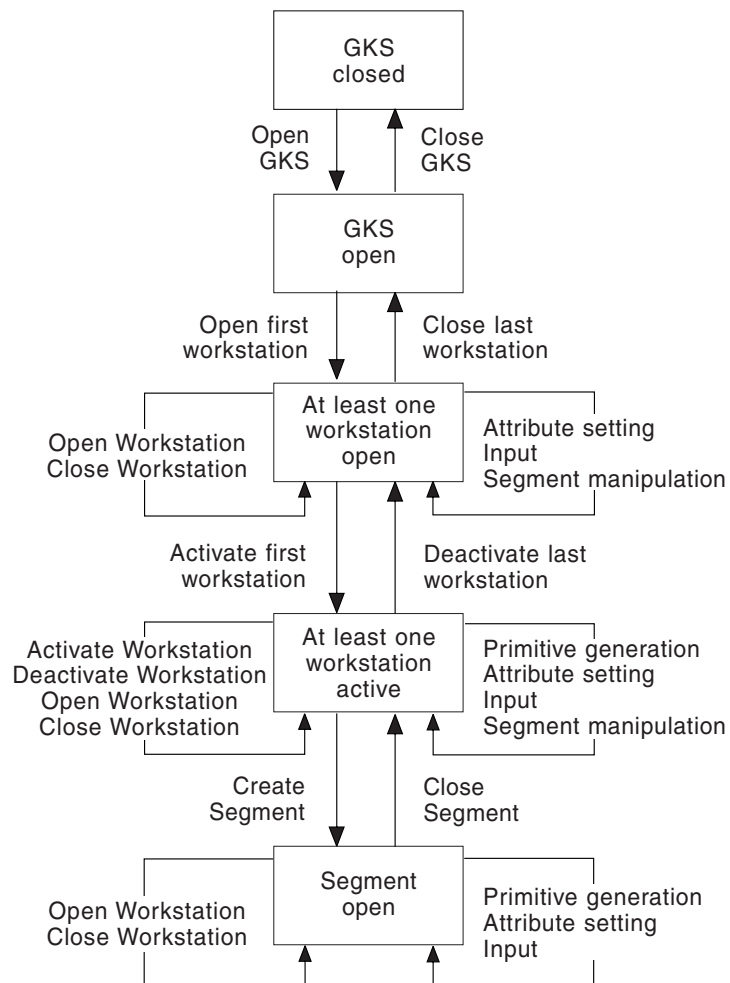 GKS
closed
Open
GKS
Close
GKS
GKS
open
Open first
workstation
Close last
workstation
At least one
workstation
open
Open Workstation
Close Workstation
Attribute setting
Input
Segment manipulation
Activate first
workstation
Deactivate last
workstation
At least one
workstation
active
Activate Workstation
Deactivate Workstation
Open Workstation
Close Workstation
Primitive generation
Attribute setting
Input
Segment manipulation
Create
Segment
Close
Segment
Segment
open
Open Workstation
Close Workstation
Primitive generation
Attribute setting
Input